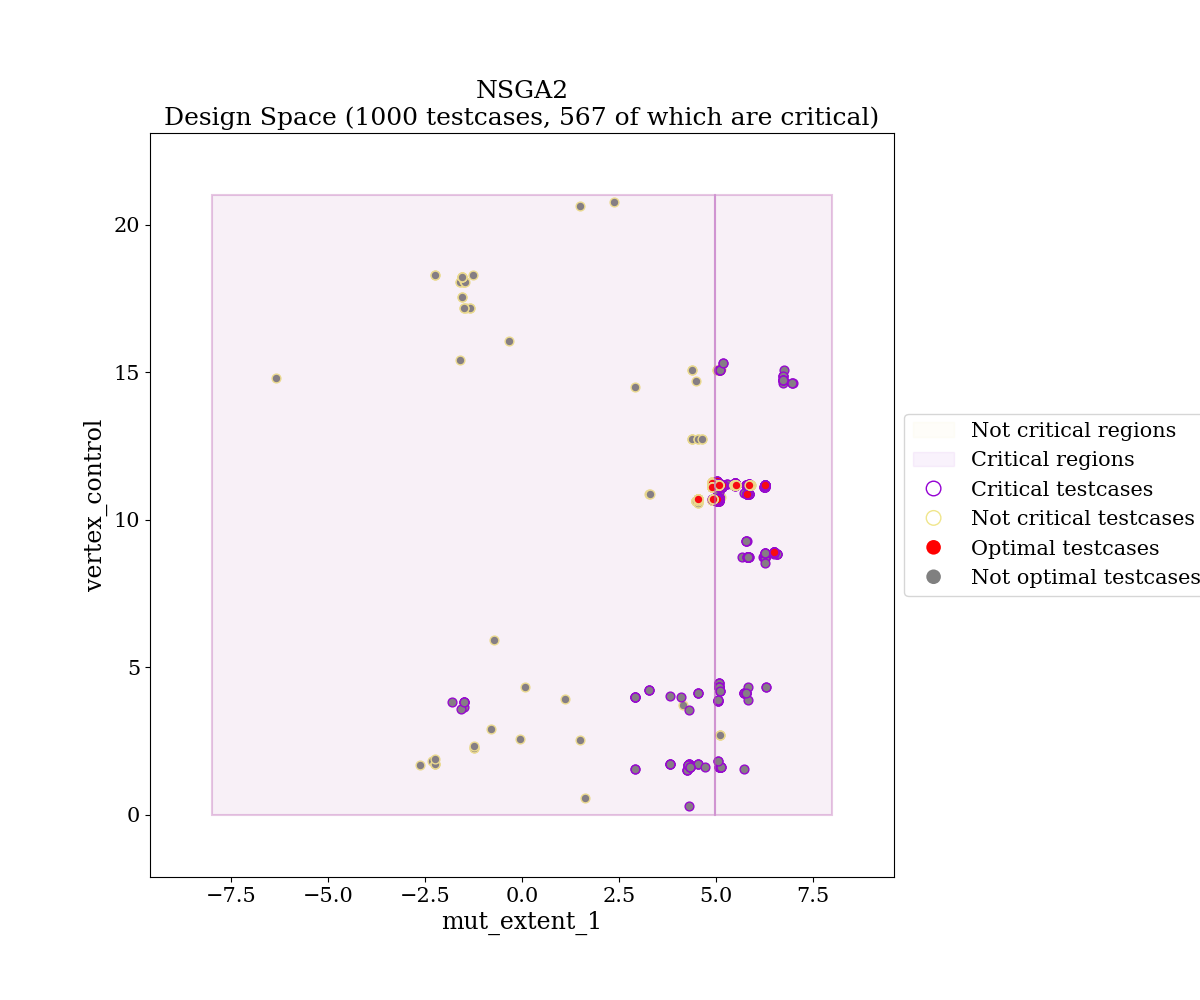 NSGA2
Design Space (1000 testcases, 567 of which are critical)
vertex_control
20
15
10
5
0
−7.5
−5.0
−2.5
0.0
2.5
5.0
7.5
mut_extent_1
Not critical regions
Critical regions
Critical testcases
Not critical testcases
Optimal testcases
Not optimal testcases